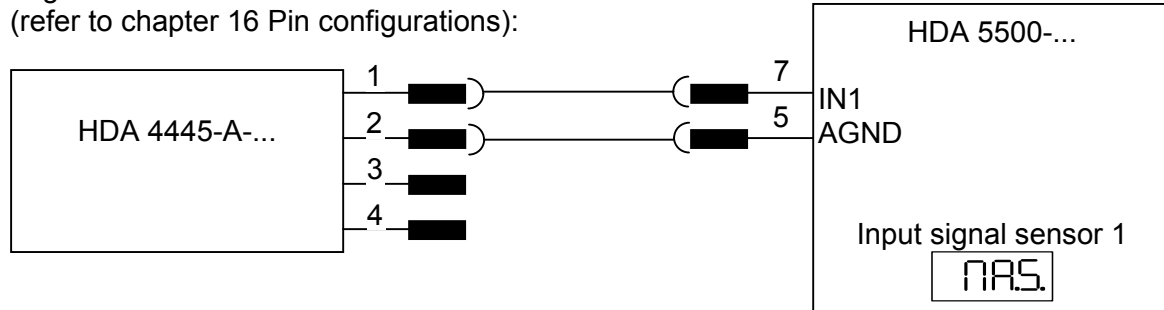 (refer to chapter 16 Pin configurations):
HDA 5500-...
HDA 4445-A-...
1
2
3
4
7
5
IN1
AGND
Input signal sensor 1
MA.S.